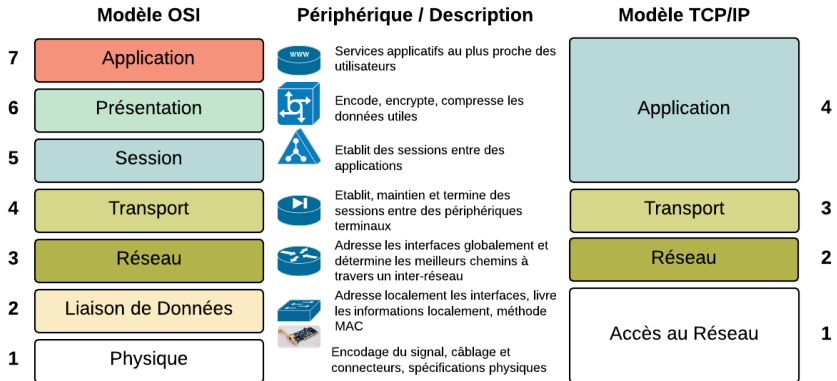 Modèle OSI Périphérique / Description Modèle TCP/IP
7 Application
www
Services applicatifs au plus proche des
utilisateurs
6 Présentation
Encode, encrypte, compresse les
données utiles
Application 4
5 Session
Etablit des sessions entre des
applications
4 Transport
Etablit, maintien et termine des
sessions entre des périphériques
terminaux
Transport 3
3 Réseau
Adresse les interfaces globalement et
détermine les meilleurs chemins à
travers un inter-réseau
Réseau 2
2 Liaison de Données
Adresse localement les interfaces, livre
les informations localement, méthode
MAC
Accès au Réseau 1
1 Physique
Encodage du signal, câblage et
connecteurs, spécifications physiques